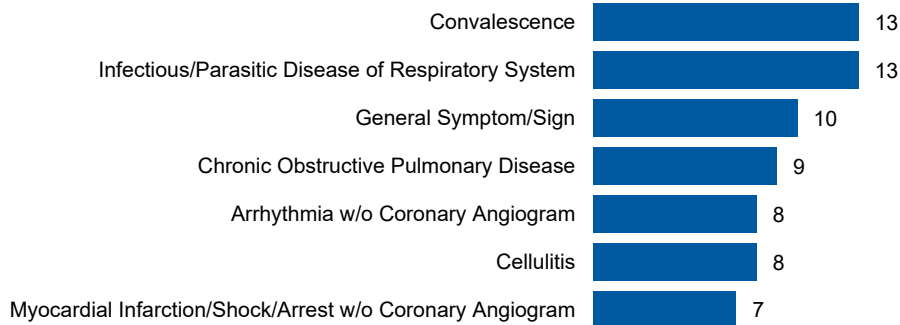 Convalescence 13
Infectious/Parasitic Disease of Respiratory System 13
General Symptom/Sign 10
Chronic Obstructive Pulmonary Disease 9
Arrhythmia w/o Coronary Angiogram 8
Cellulitis 8
Myocardial Infarction/Shock/Arrest w/o Coronary Angiogram 7